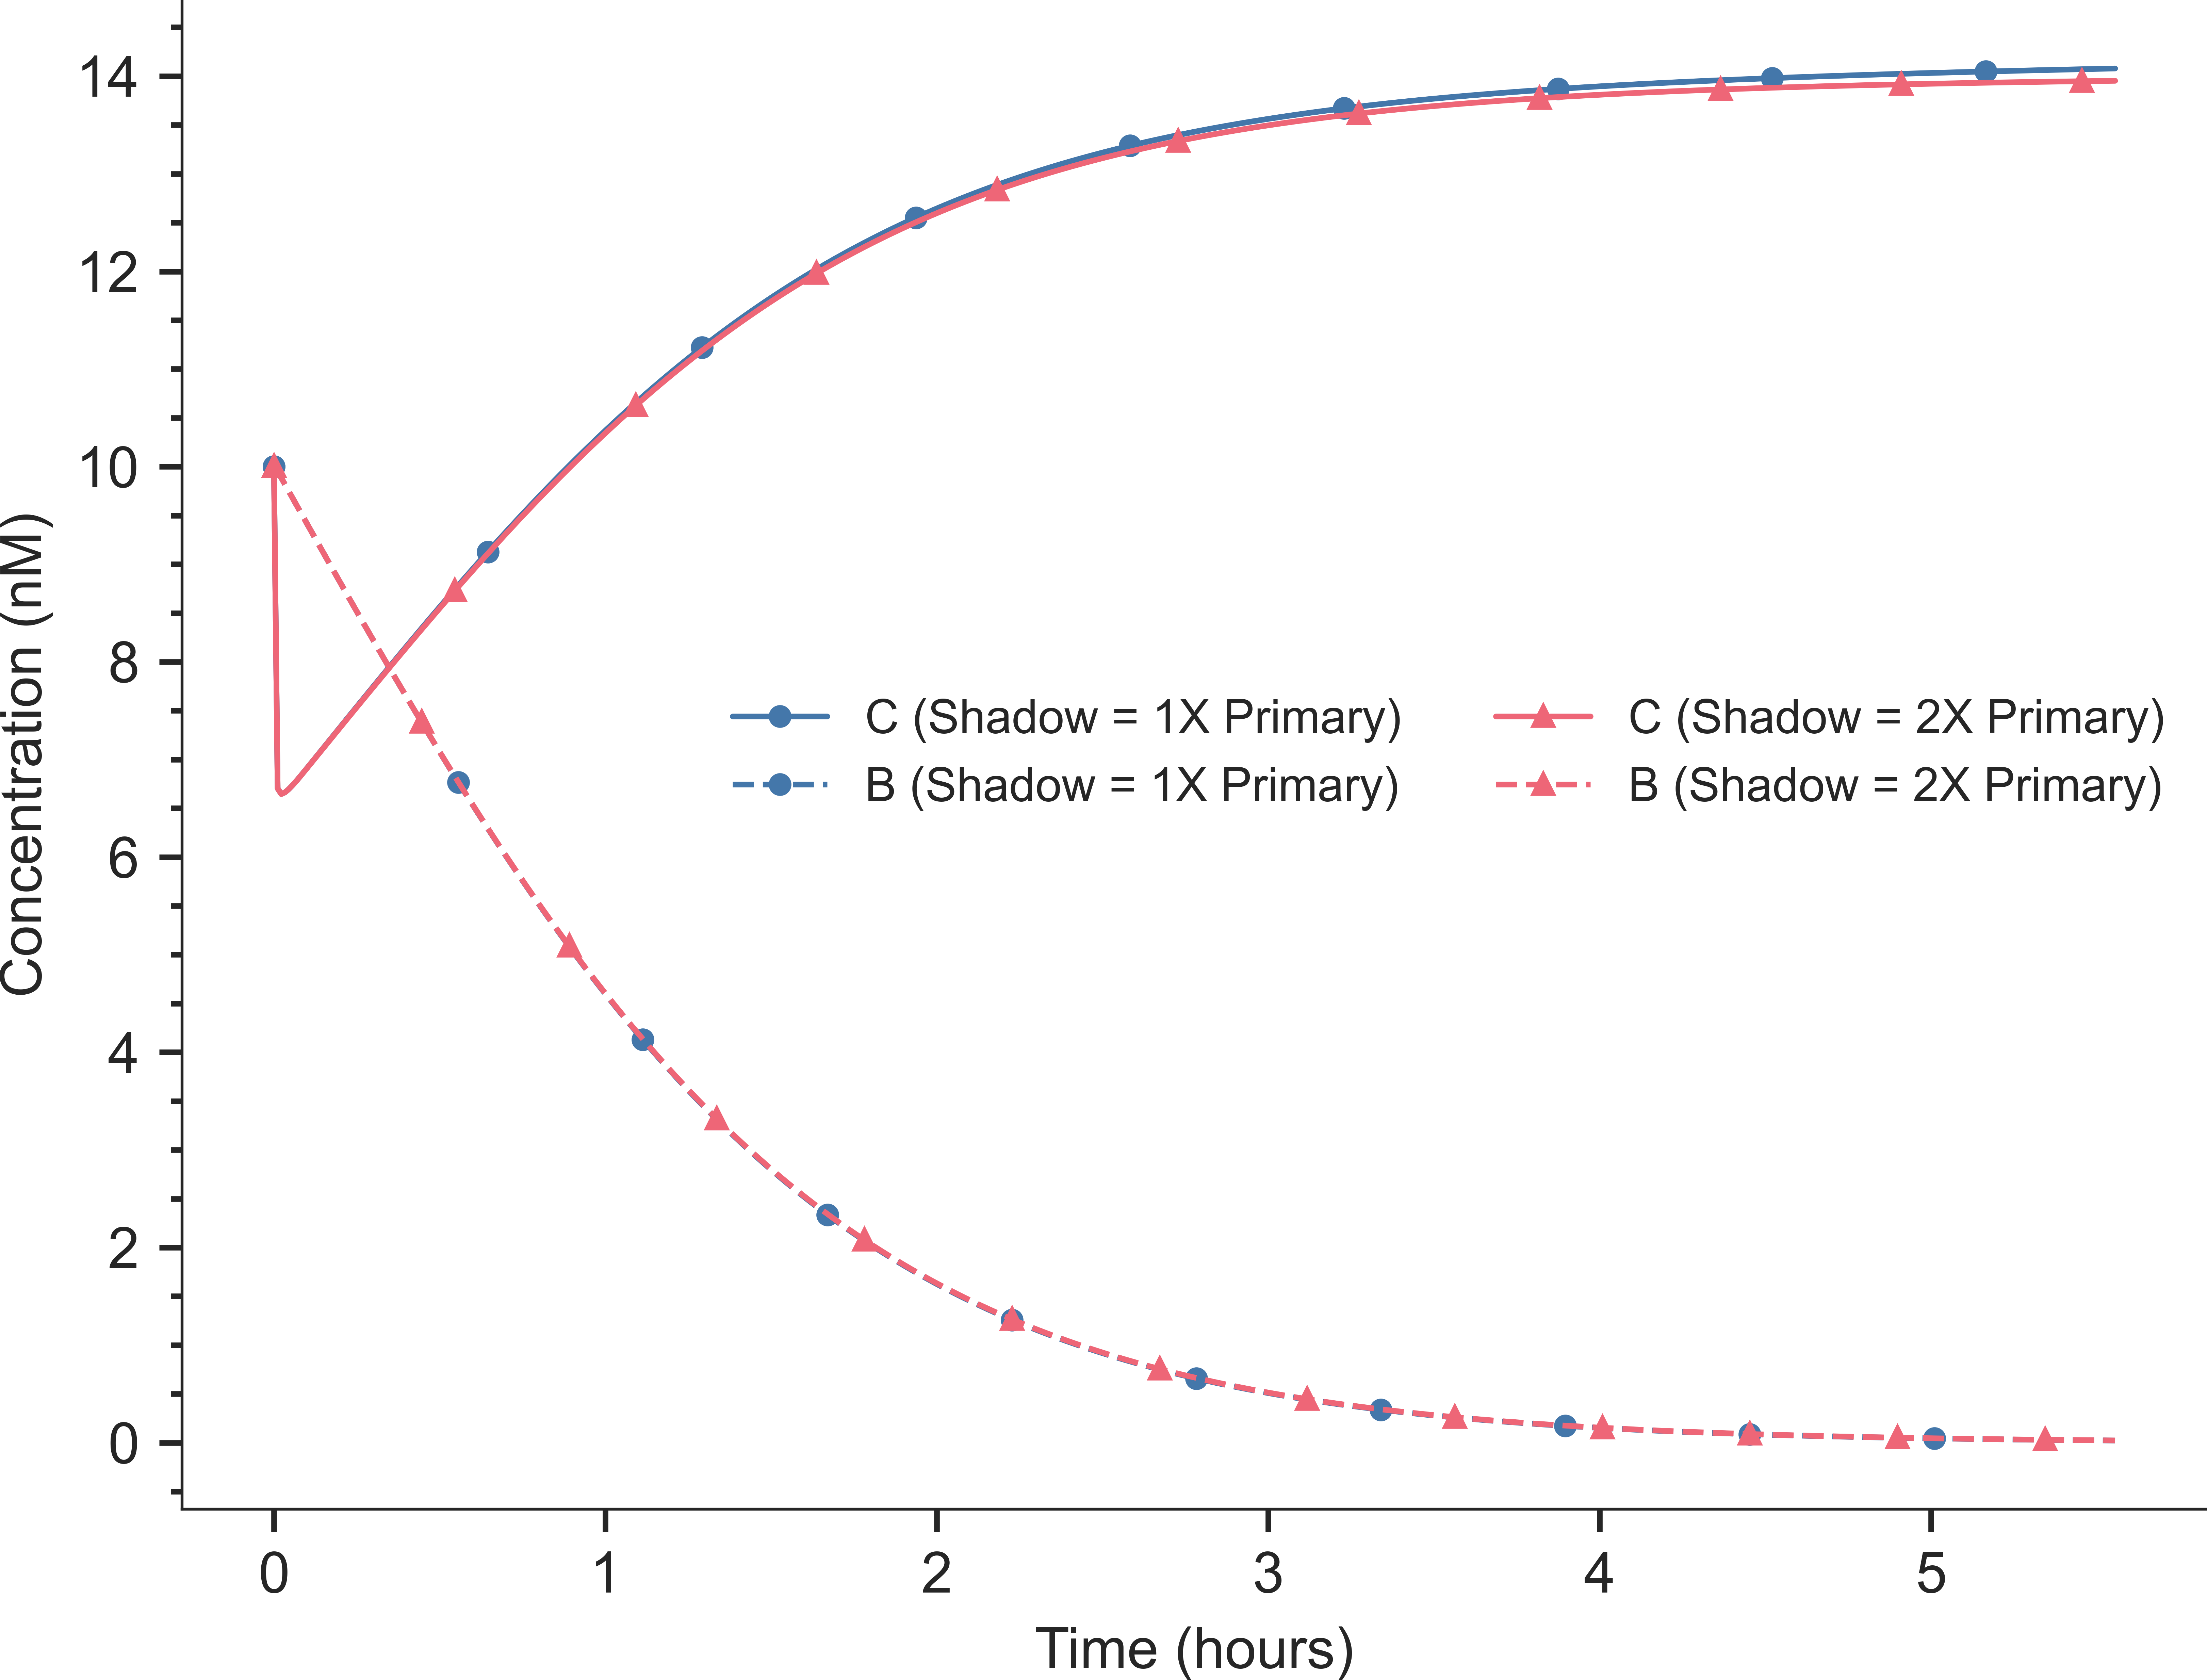 14
12
10
8
6
4
2
0
Concentration (nM)
C (Shadow = 1X Primary)
B (Shadow = 1X Primary)
C (Shadow = 2X Primary)
B (Shadow = 2X Primary)
0 1 2 3 4 5
Time (hours)